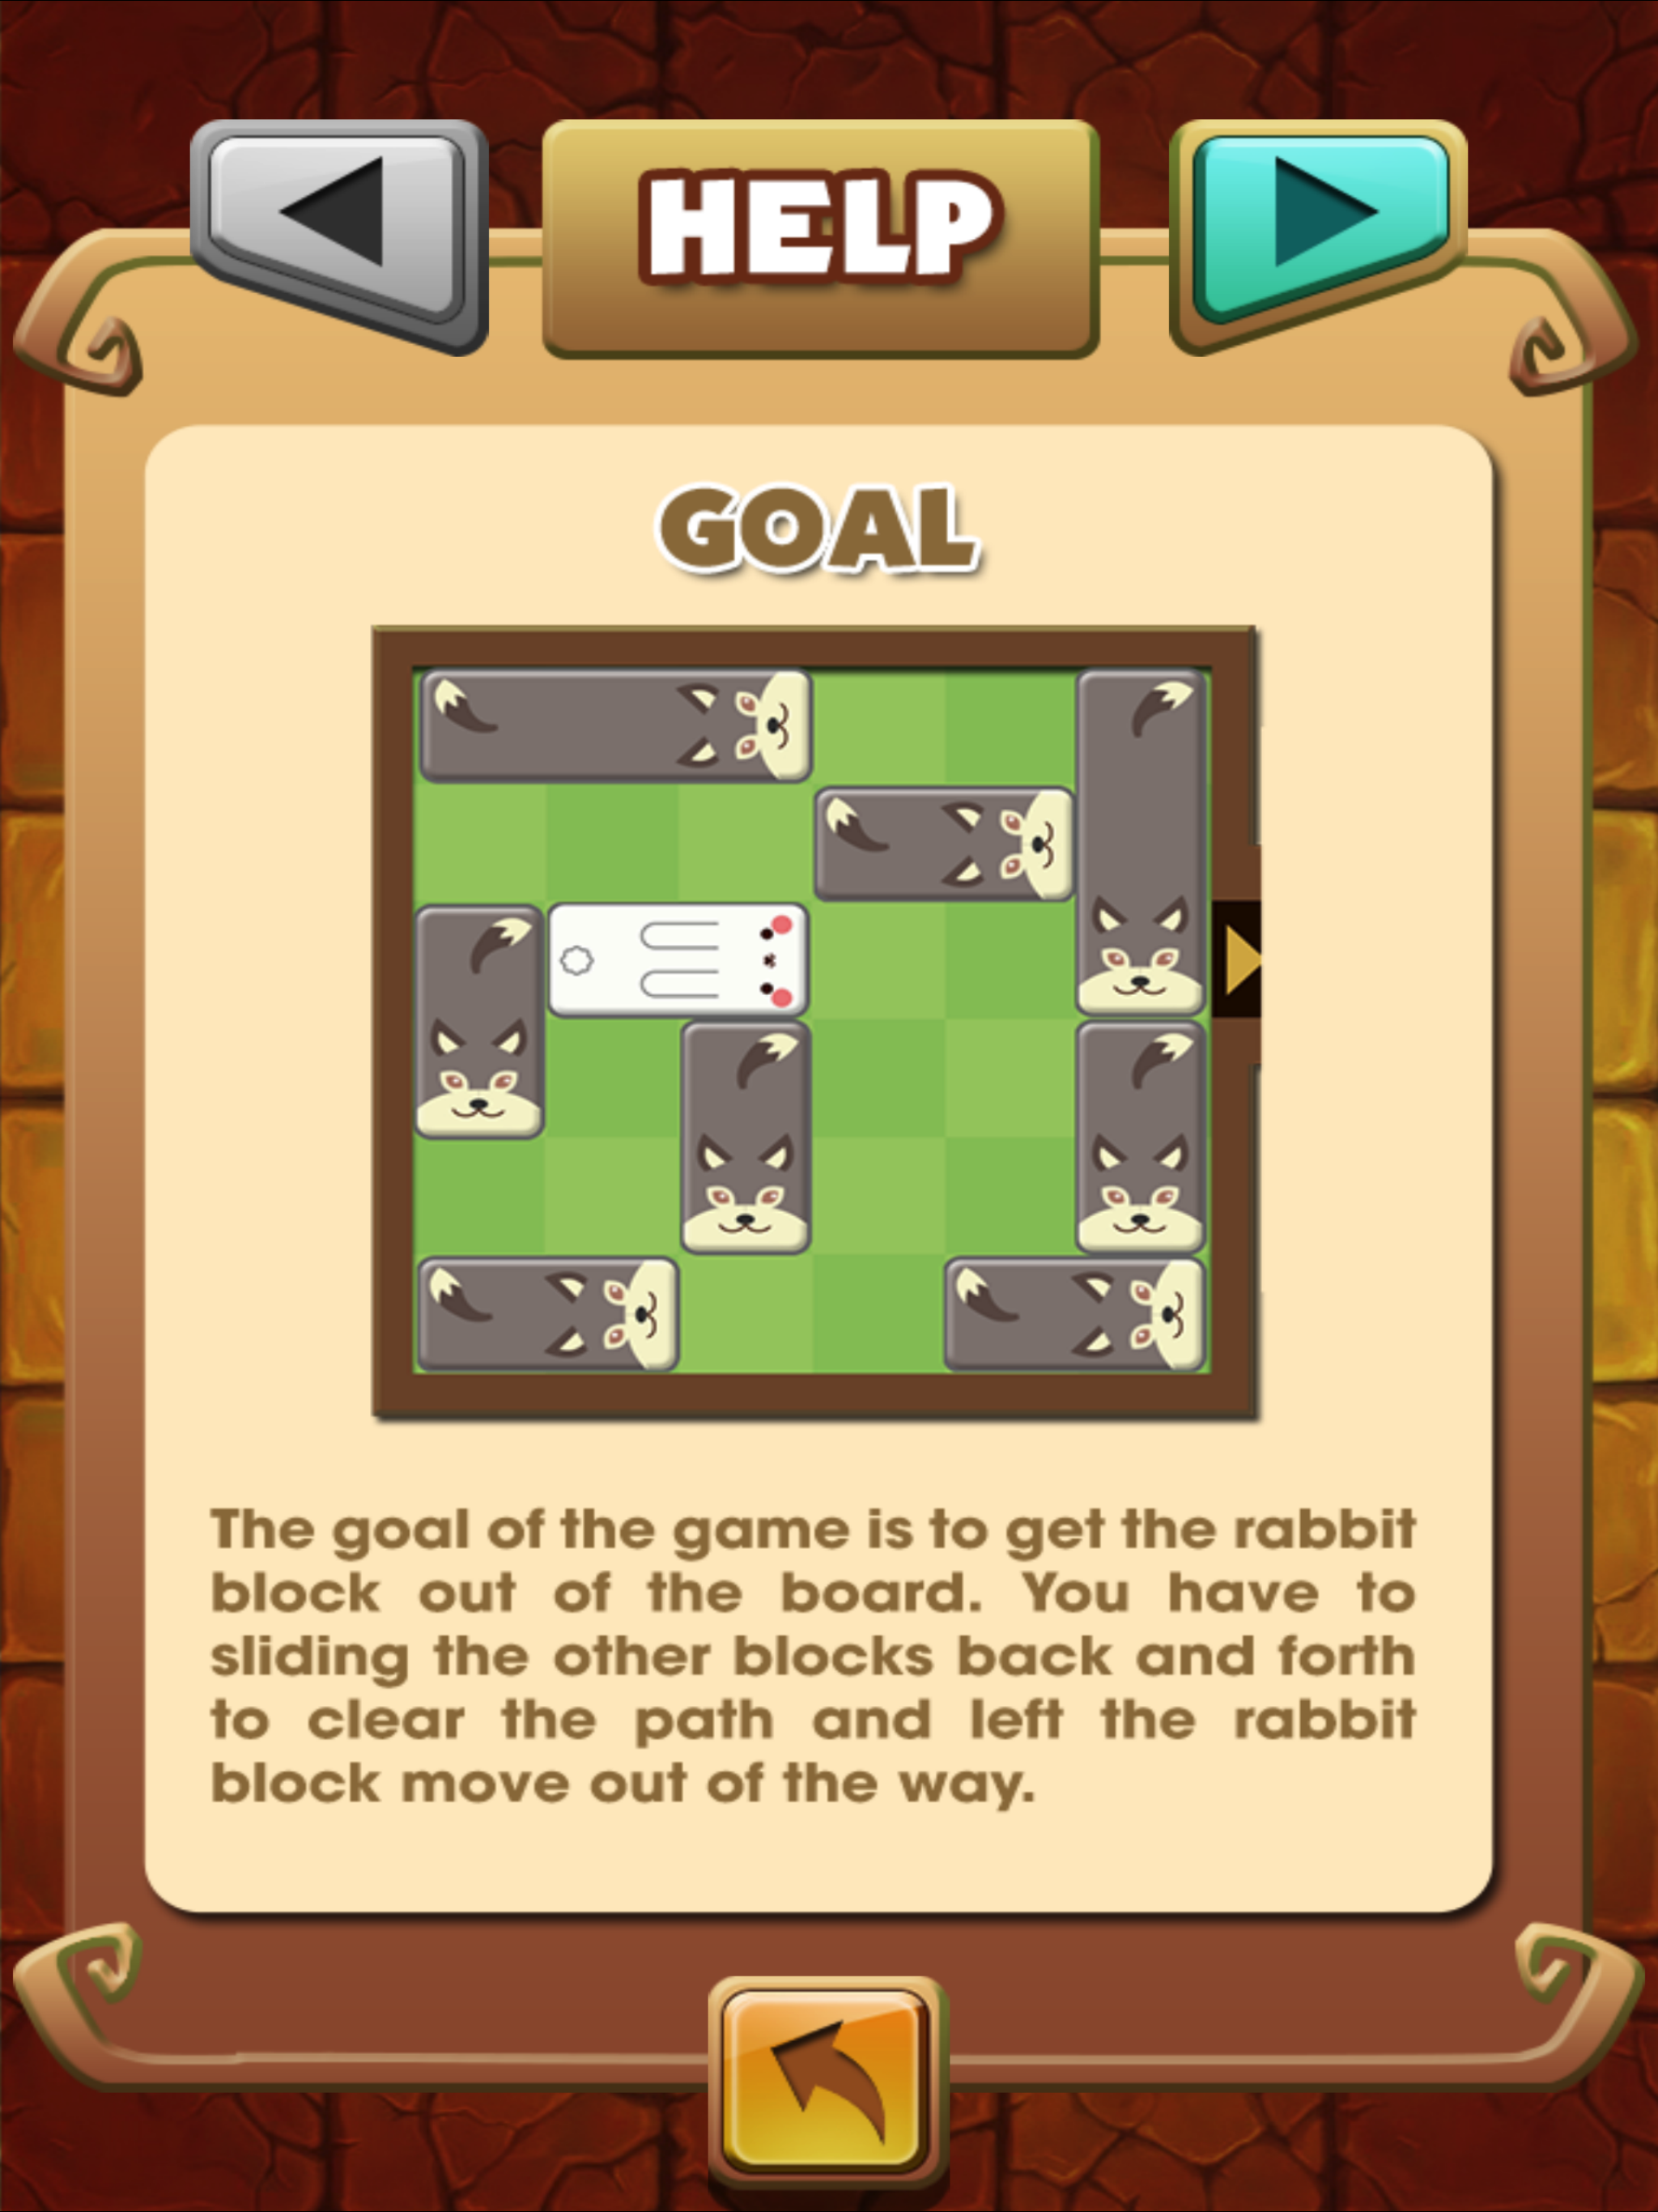 HELP
GOAL
The goal of the game is to get the rabbit
block out of the board. You have to
sliding the other blocks back and forth
to clear the path and left the rabbit
block move out of the way.